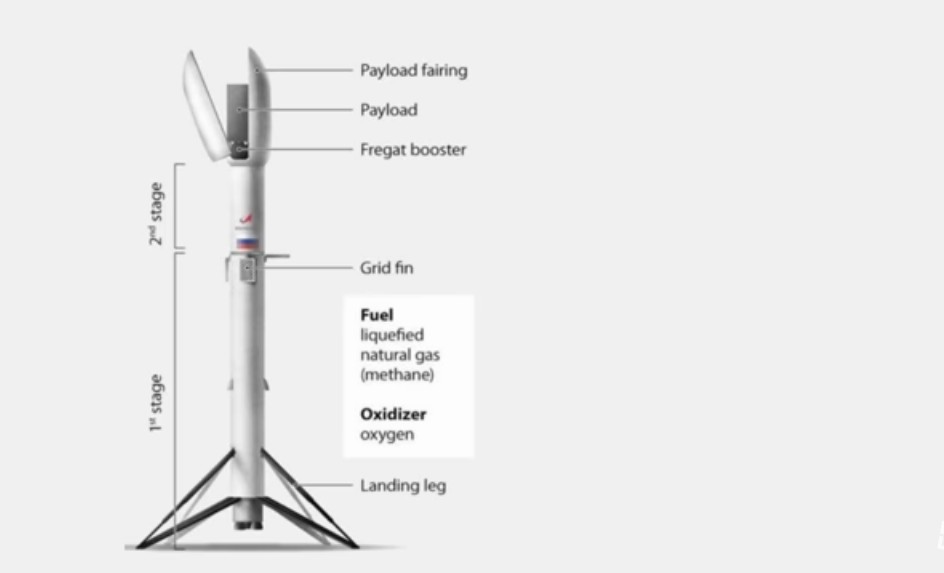 Payload fairing
Payload
Fregat booster
2nd stage
Grid fin
Fuel
liquefied
natural gas
(methane)
Oxidizer
oxygen
1st stage
Landing leg